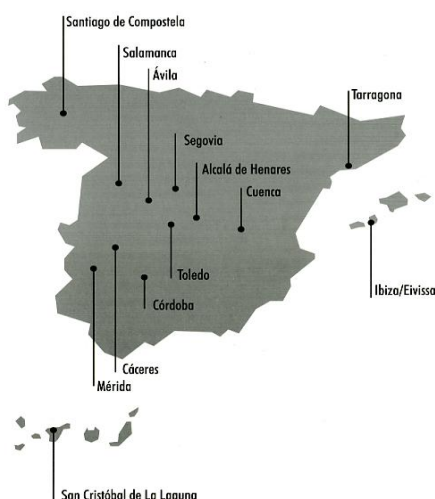 Santiago de Compostela
Salamanca
Ávila
Tarragona
Segovia
Alcalá de Henares
Cuenca
Toledo
Ibiza/Eivissa
Córdoba
Cáceres
Mérida
San Cristóbal de La Laguna